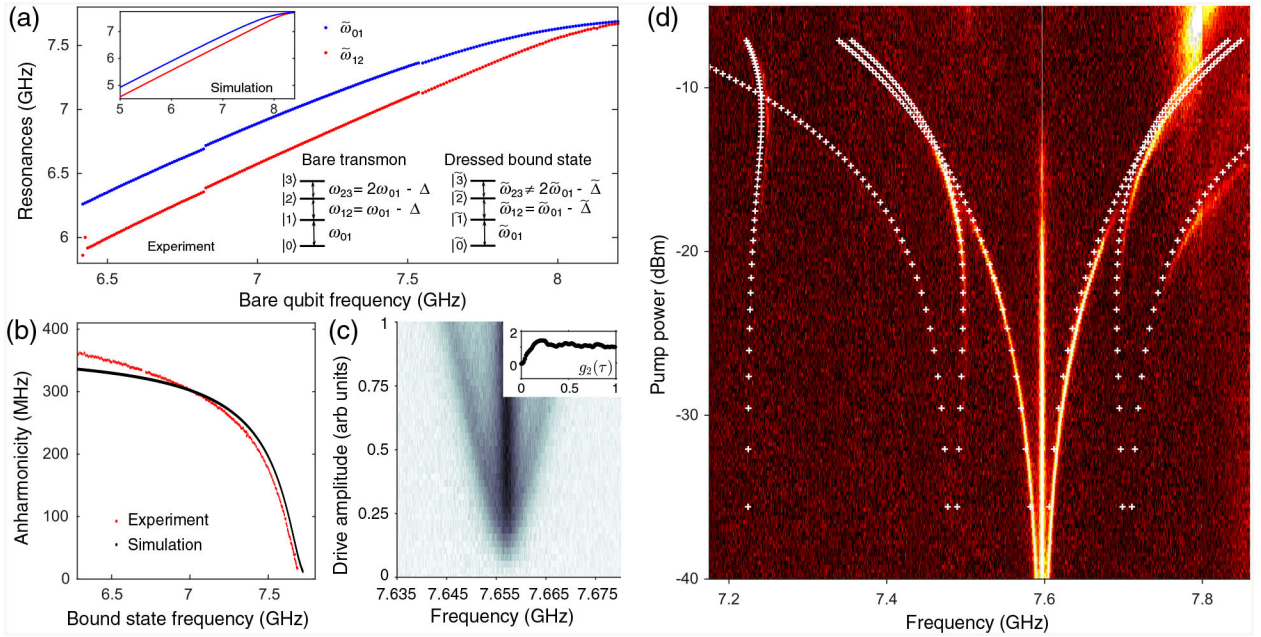 (a)
Resonances (GHz)
7.5
7
6.5
6
7
6
5
5
6
7
8
Simulation
ω̃₀₁
ω̃₁₂
Bare transmon
|3⟩
ω₂₃= 2ω₀₁ - Δ
|2⟩
ω₁₂= ω₀₁ - Δ
|1⟩
ω₀₁
|0⟩
Dressed bound state
|3̃⟩
ω̃₂₃ ≠ 2ω̃₀₁ - Δ̃
|2̃⟩
ω̃₁₂= ω̃₀₁ - Δ̃
|1̃⟩
ω̃₀₁
|0̃⟩
Experiment
6.5
7
7.5
8
Bare qubit frequency (GHz)
(b)
Anharmonicity (MHz)
400
300
200
100
0
Experiment
Simulation
6.5
7
7.5
Bound state frequency (GHz)
(c)
Drive amplitude (arb units)
1
0.75
0.5
0.25
0
2
1
0
g₂(τ)
0
0.5
1
7.635
7.645
7.655
7.665
7.675
Frequency (GHz)
(d)
Pump power (dBm)
-10
-20
-30
-40
7.2
7.4
7.6
7.8
Frequency (GHz)